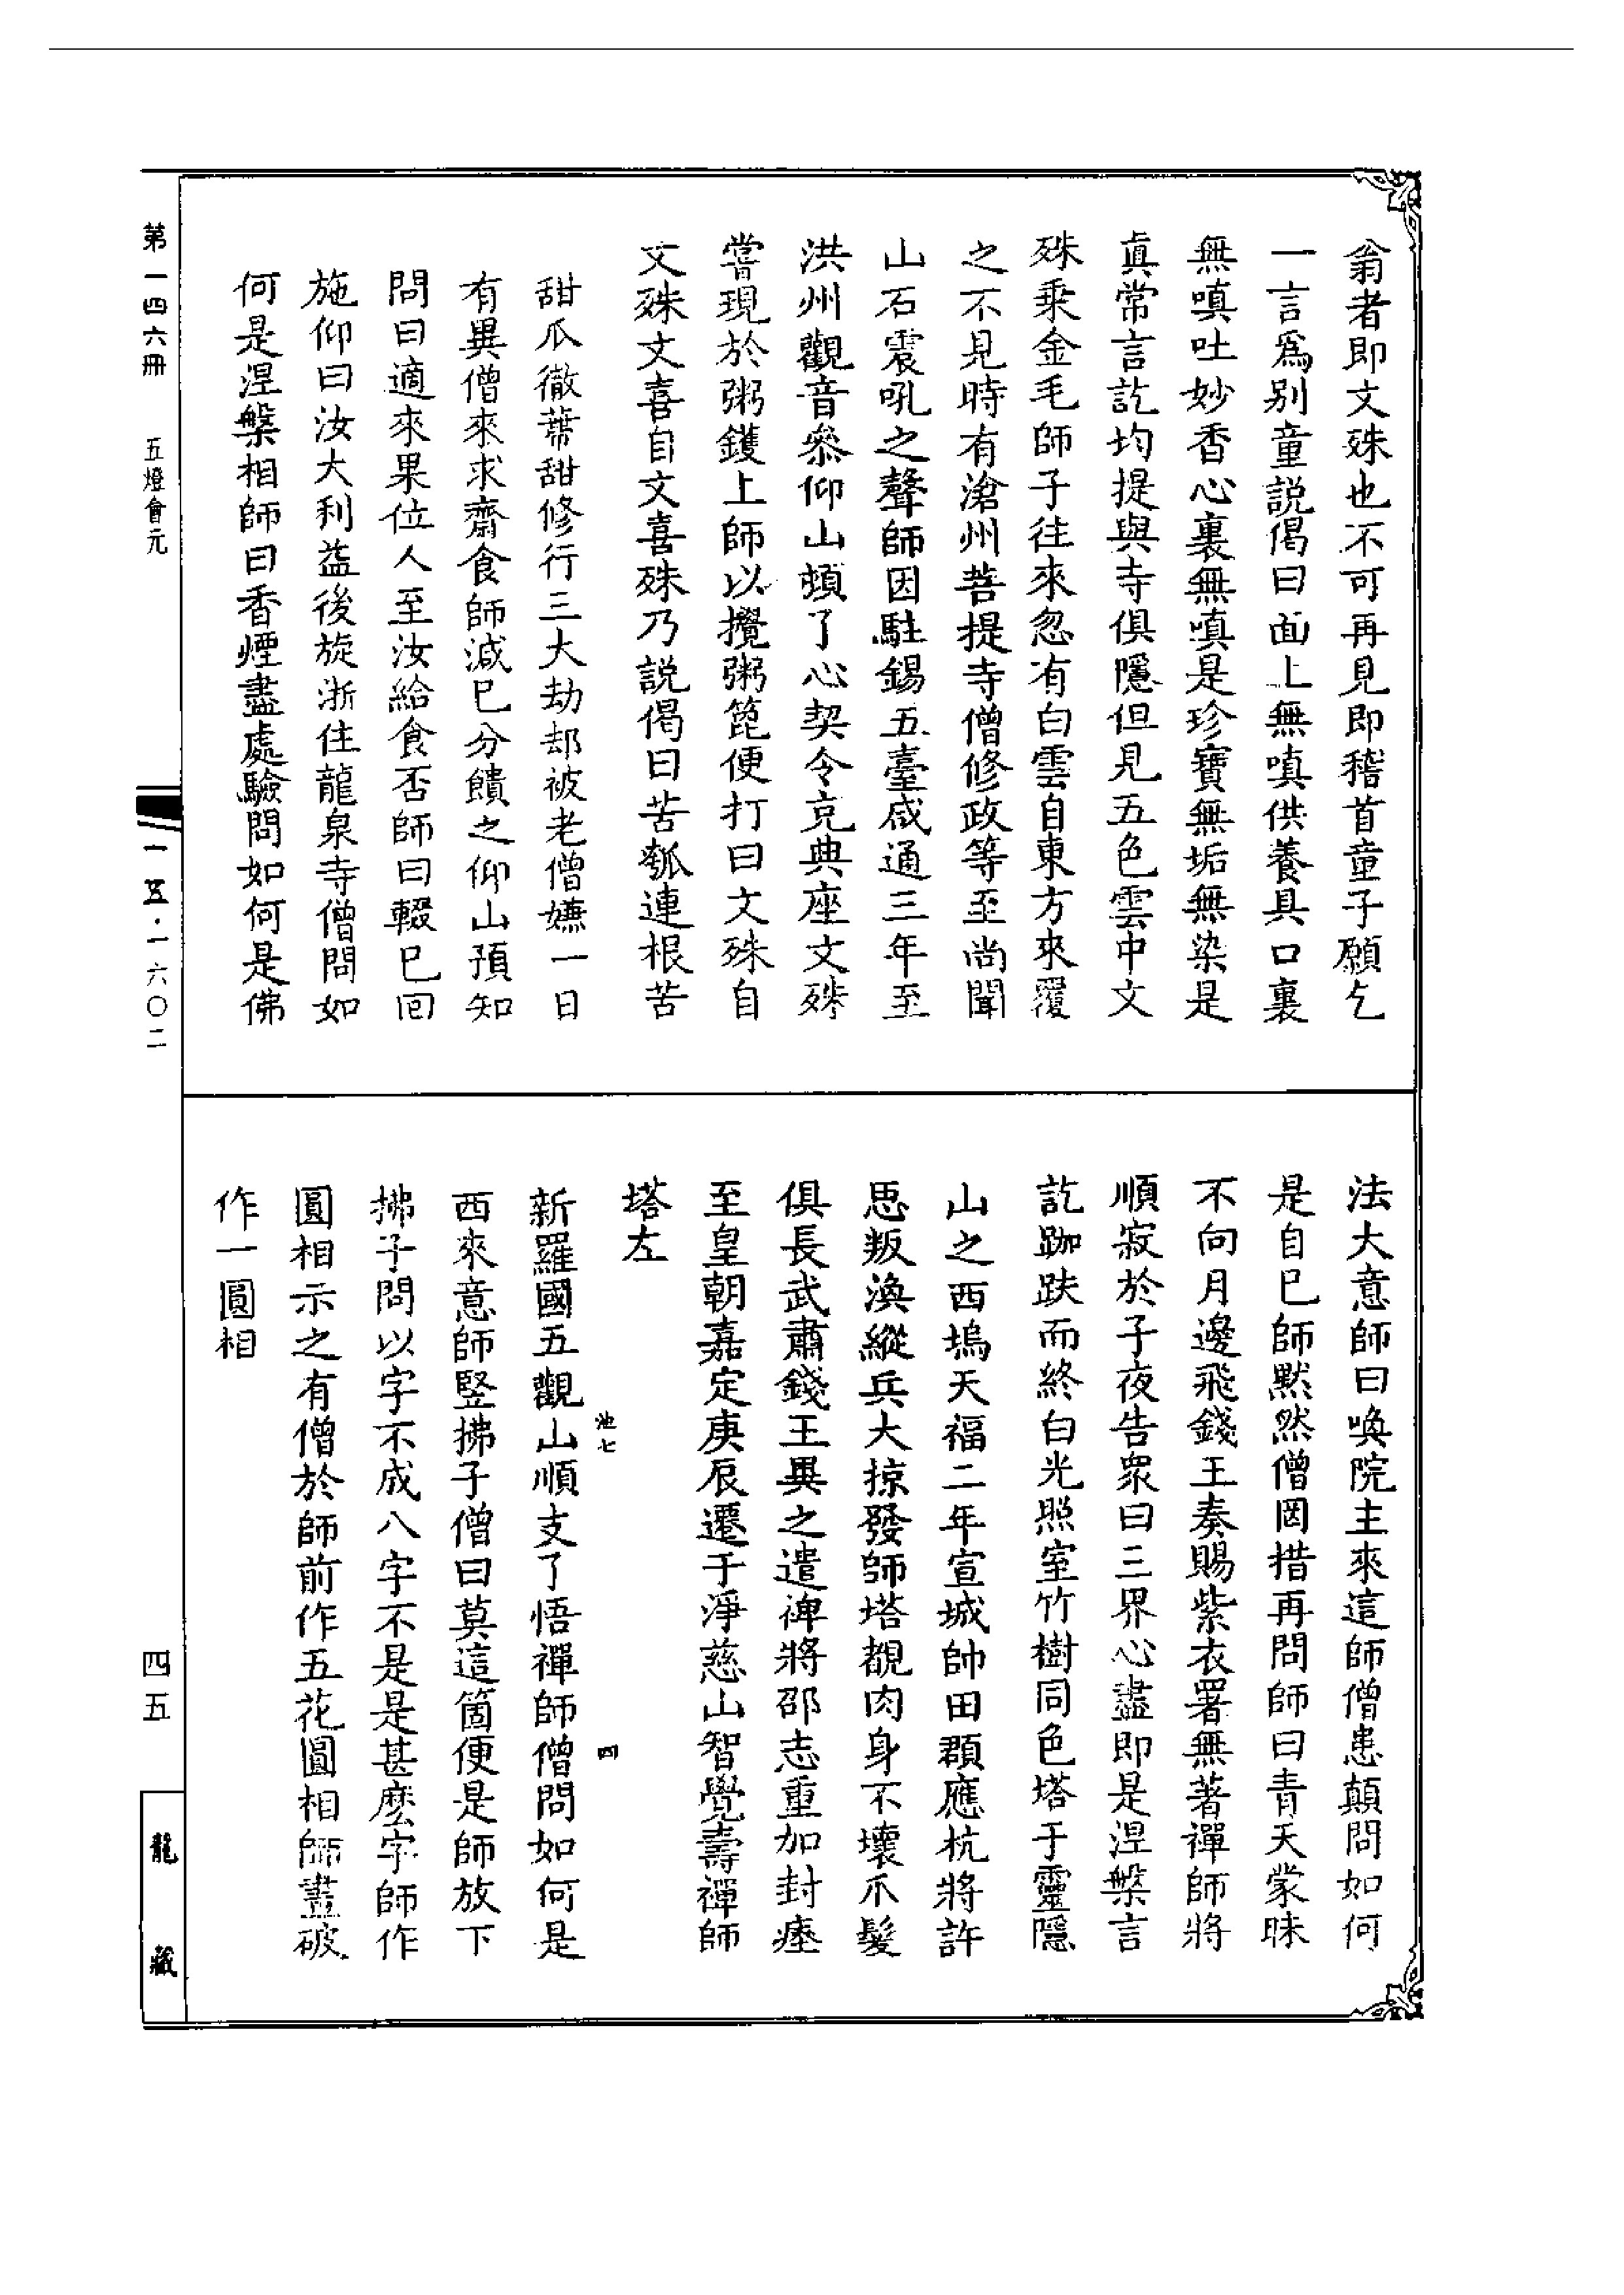 翁者即文殊也不可再見即稽首童子願乞
一言爲别童説偈曰面上無嗔供養具口裏
無嗔吐妙香心裏無嗔是珍寶無垢無染是
眞常言訖均提與寺俱隱但見五色雲中文
殊乘金毛師子往來忽有白雲自東方來覆
之不見時有滄州菩提寺僧修政等至尚聞
山石震吼之聲師因駐錫五臺咸通三年至
洪州觀音叅仰山頓了心契令充典座文殊
嘗現於粥鑊上師以攪粥篦便打曰文殊自
文殊文喜自文喜殊乃説偈曰苦瓠連根苦
甜瓜徹蔕甜修行三大劫却被老僧嫌一日
有異僧來求齋食師減已分饋之仰山預知
問曰適來果位人至汝給食否師曰輟已回
施仰曰汝大利益後旋浙住龍泉寺僧問如
何是涅槃相師曰香煙盡處驗問如何是佛
法大意師曰喚院主來這師僧患顛問如何
是自已師默然僧罔措再問師曰青天蒙昧
不向月邊飛錢王奏賜紫衣署無著禪師將
順寂於子夜告衆曰三界心盡即是涅槃言
訖跏趺而終白光照室竹樹同色塔于靈隱
山之西塢天福二年宣城帥田頵應杭將許
思叛渙縱兵大掠發師塔覩肉身不壞爪髮
俱長武肅錢王異之遣裨將邵志重加封瘞
至皇朝嘉定庚辰遷于淨慈山智覺壽禪師
塔左
池七 四
新羅國五觀山順支了悟禪師僧問如何是
西來意師竪拂子僧曰莫這箇便是師放下
拂子問以字不成八字不是是甚麽字師作
圓相示之有僧於師前作五花圓相師畫破
作一圓相
第一四六冊 五燈會元
一五·一六〇二
四五
龍藏